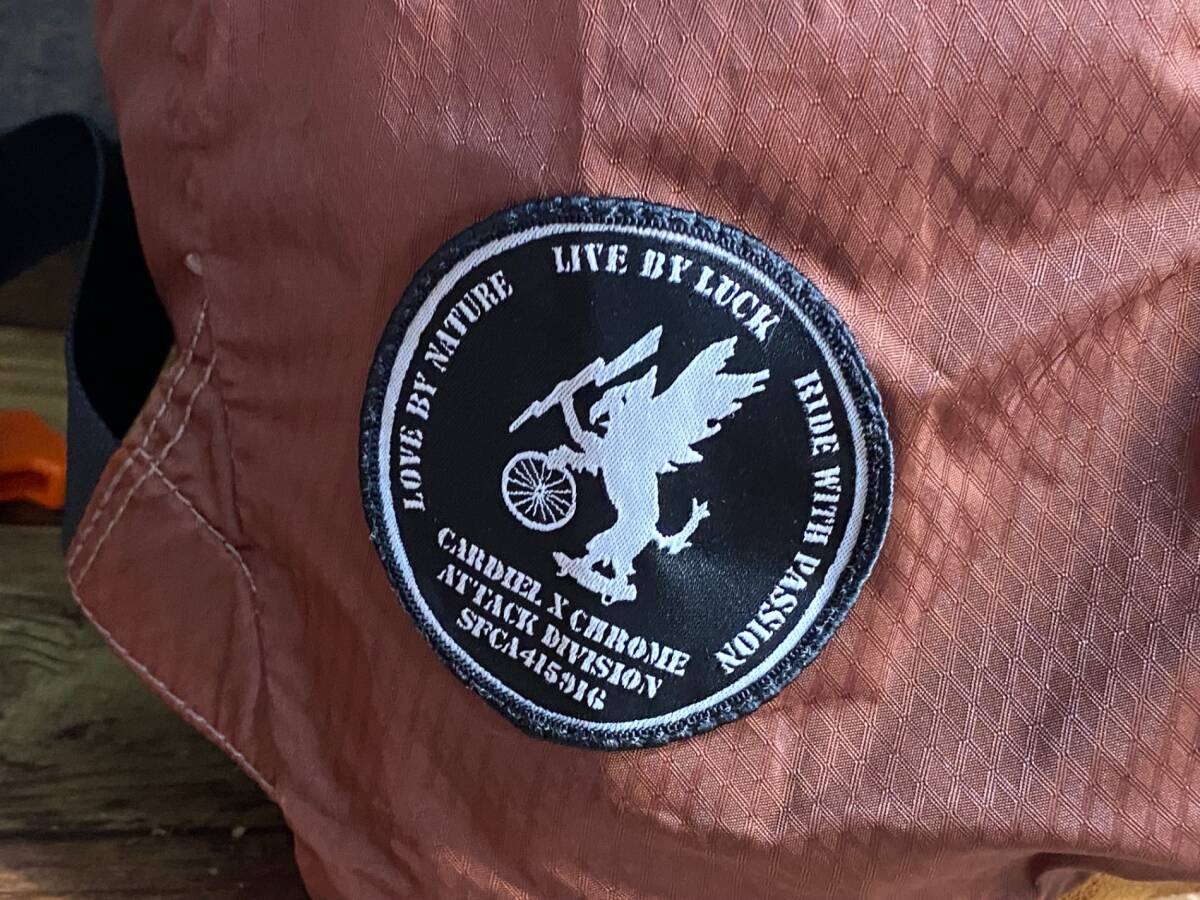 LOVE BY NATURE
LIVE BY LUCK
RIDE WITH PASSION
CARDIEL X CHROME
ATTACK DIVISION
SFCA415916